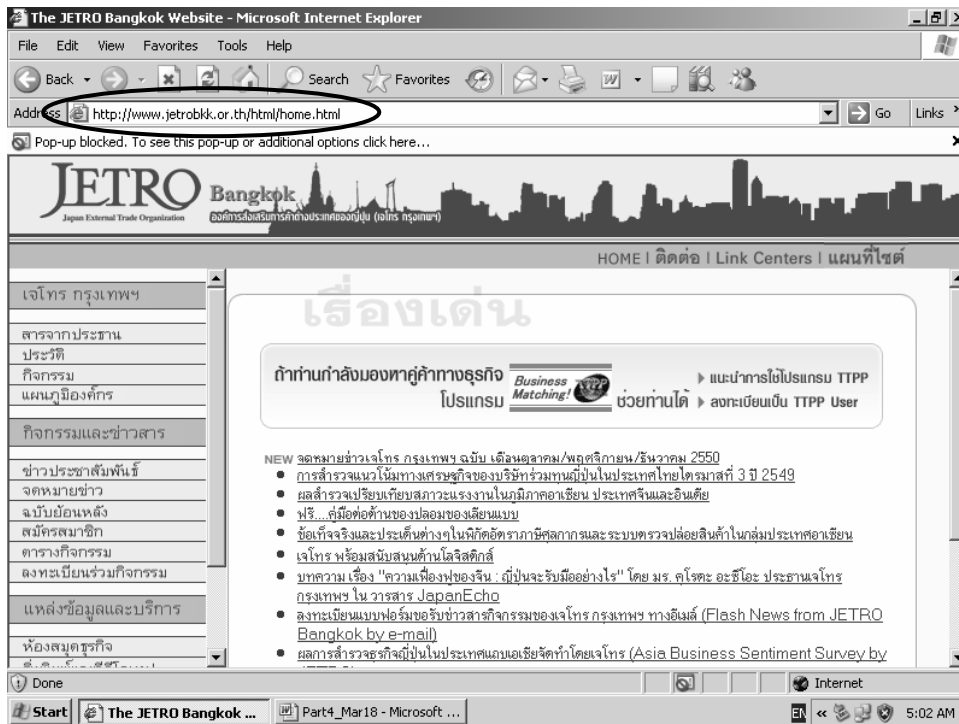 The JETRO Bangkok Website - Microsoft Internet Explorer
File Edit View Favorites Tools Help
Back Search Favorites
Address http://www.jetrobkk.or.th/html/home.html Go Links
Pop-up blocked. To see this pop-up or additional options click here...
JETRO Bangkok
Japan External Trade Organization
องค์การส่งเสริมการค้าต่างประเทศของญี่ปุ่น (เจโทร กรุงเทพฯ)
HOME | ติดต่อ | Link Centers | แผนที่ไซต์
เจโทร กรุงเทพฯ
สารจากประธาน
ประวัติ
กิจกรรม
แผนภูมิองค์กร
กิจกรรมและข่าวสาร
ข่าวประชาสัมพันธ์
จดหมายข่าว
ฉบับย้อนหลัง
สมัครสมาชิก
ตารางกิจกรรม
ลงทะเบียนร่วมกิจกรรม
แหล่งข้อมูลและบริการ
ห้องสมุดธุรกิจ
เรื่องเด่น
ถ้าท่านกำลังมองหาคู่ค้าทางธุรกิจ
โปรแกรม Business Matching! TTPP ช่วยท่านได้
แนะนำการใช้โปรแกรม TTPP
ลงทะเบียนเป็น TTPP User
NEW จดหมายข่าวเจโทร กรุงเทพฯ ฉบับ เดือนตุลาคม/พฤศจิกายน/ธันวาคม 2550
การสำรวจแนวโน้มทางเศรษฐกิจของบริษัทร่วมทุนญี่ปุ่นในประเทศไทยไตรมาสที่ 3 ปี 2549
ผลสำรวจเปรียบเทียบสภาวะแรงงานในภูมิภาคอาเซียน ประเทศจีนและอินเดีย
ฟรี....คู่มือต่อต้านของปลอมของเลียนแบบ
ข้อเท็จจริงและประเด็นต่างๆในพิกัดอัตราภาษีศุลกากรและระบบตรวจปล่อยสินค้าในกลุ่มประเทศอาเซียน
เจโทร พร้อมสนับสนุนด้านโลจิสติกส์
บทความ เรื่อง "ความเฟื่องฟูของจีน : ญี่ปุ่นจะรับมืออย่างไร" โดย มร. คุโรตะ อะซึโอะ ประธานเจโทร
กรุงเทพฯ ใน วารสาร JapanEcho
ลงทะเบียนแบบฟอร์มขอรับข่าวสารกิจกรรมของเจโทร กรุงเทพฯ ทางอีเมล์ (Flash News from JETRO
Bangkok by e-mail)
ผลการสำรวจธุรกิจญี่ปุ่นในประเทศแถบเอเชียจัดทำโดยเจโทร (Asia Business Sentiment Survey by
Done Internet
Start The JETRO Bangkok ... Part4_Mar18 - Microsoft ... EN 5:02 AM